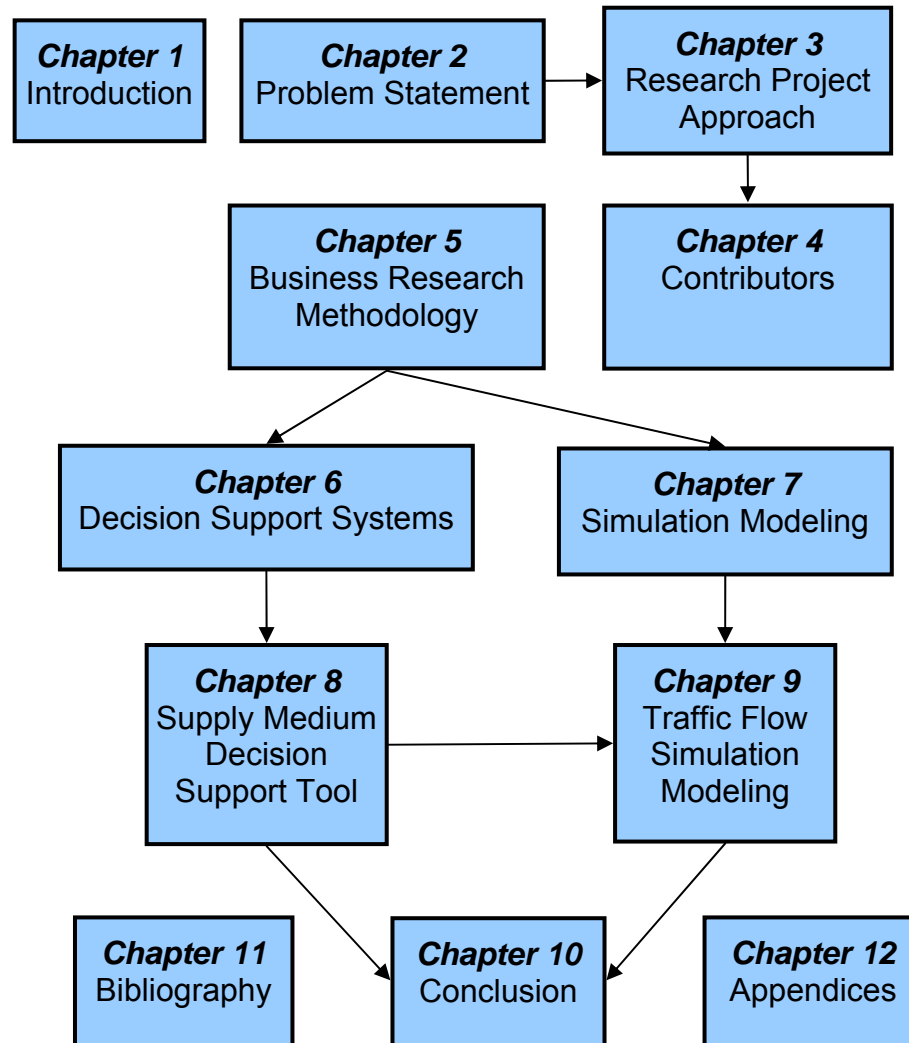 Chapter 1
Introduction
Chapter 2
Problem Statement
Chapter 3
Research Project
Approach
Chapter 5
Business Research
Methodology
Chapter 4
Contributors
Chapter 6
Decision Support Systems
Chapter 7
Simulation Modeling
Chapter 8
Supply Medium
Decision
Support Tool
Chapter 9
Traffic Flow
Simulation
Modeling
Chapter 11
Bibliography
Chapter 10
Conclusion
Chapter 12
Appendices